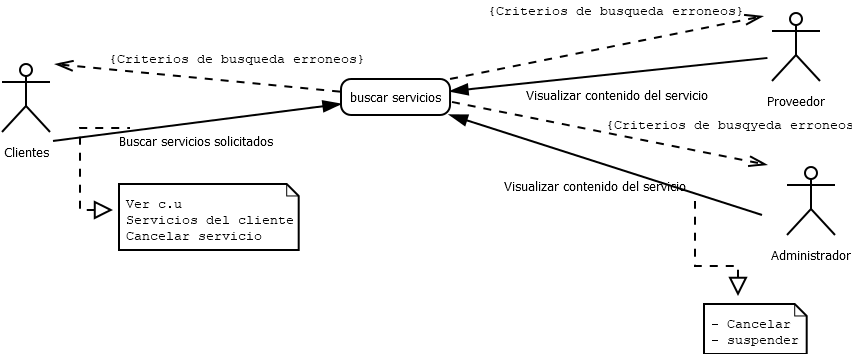 {Criterios de busqueda erroneos}
{Criterios de busqueda erroneos}
buscar servicios
Visualizar contenido del servicio
Proveedor
{Criterios de busqyeda erroneos
Clientes
Buscar servicios solicitados
Visualizar contenido del servicio
Ver c.u
Servicios del cliente
Cancelar servicio
Administrador
- Cancelar
- suspender